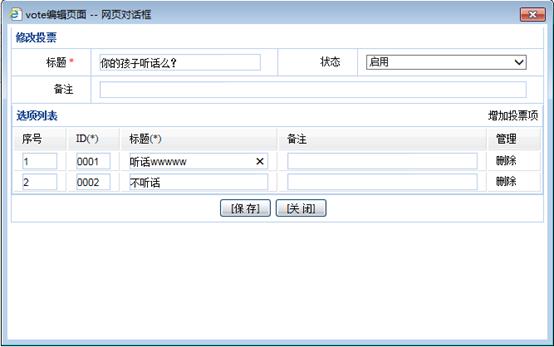 vote编辑页面 -- 网页对话框
修改投票
标题 * 你的孩子听话么? 状态 启用
备注
选项列表 增加投票项
序号 ID(*) 标题(*) 备注 管理
1 0001 听话wwwww 删除
2 0002 不听话 删除
[保存] [关闭]